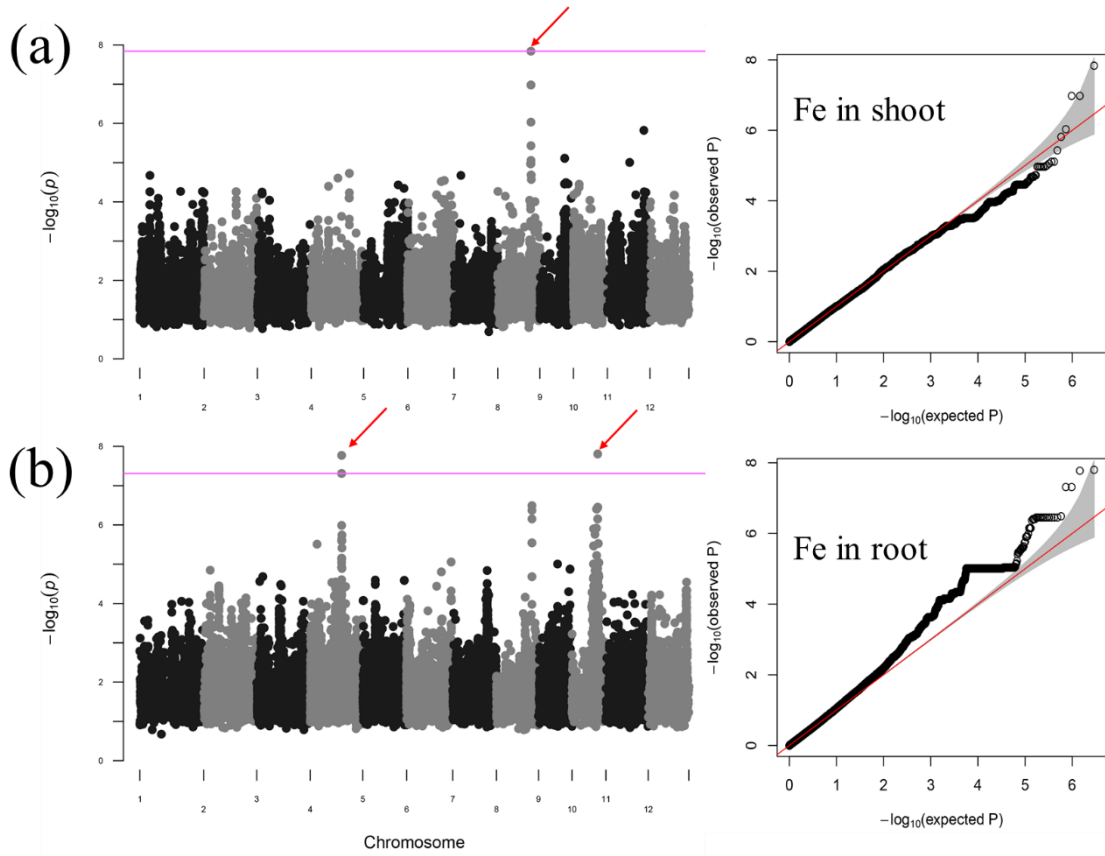 (a)
−log₁₀(p)
8
6
4
2
0
1 2 3 4 5 6 7 8 9 10 11 12
Fe in shoot
−log₁₀(observed P)
8
6
4
2
0
0 1 2 3 4 5 6
−log₁₀(expected P)
(b)
−log₁₀(p)
8
6
4
2
0
1 2 3 4 5 6 7 8 9 10 11 12
Chromosome
Fe in root
−log₁₀(observed P)
8
6
4
2
0
0 1 2 3 4 5 6
−log₁₀(expected P)